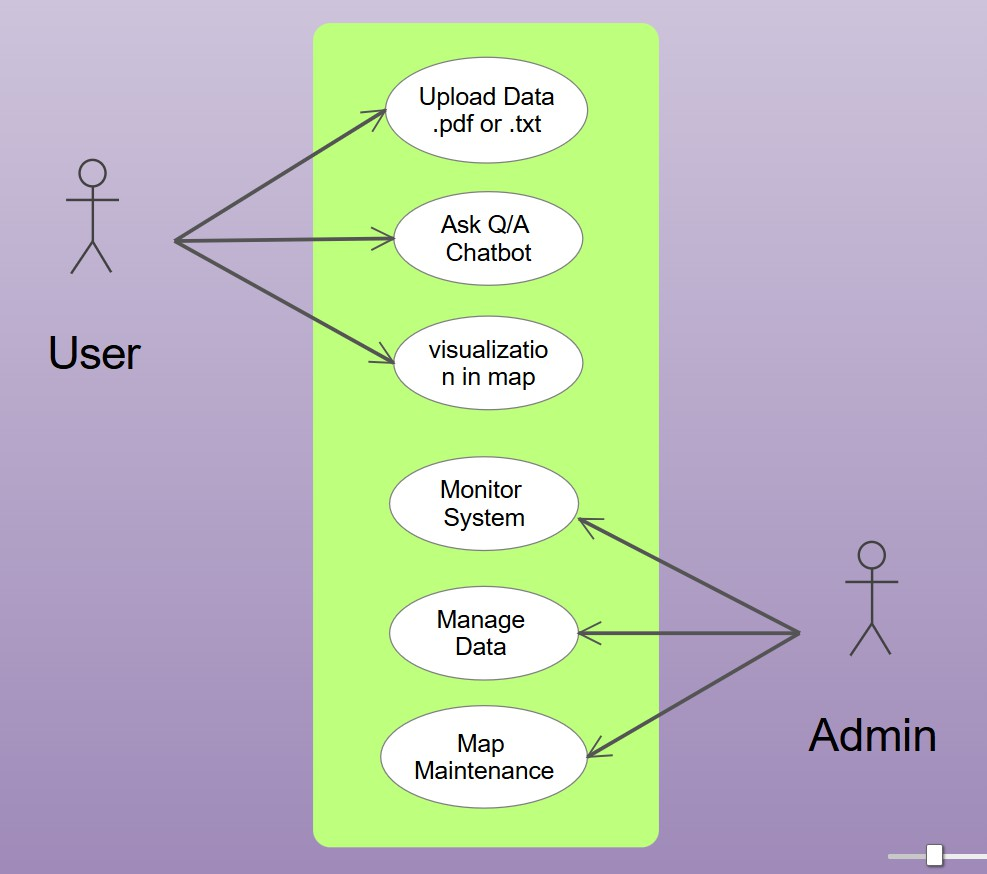 Upload Data
.pdf or .txt
Ask Q/A
Chatbot
visualizatio
n in map
User
Monitor
System
Manage
Data
Map
Maintenance
Admin